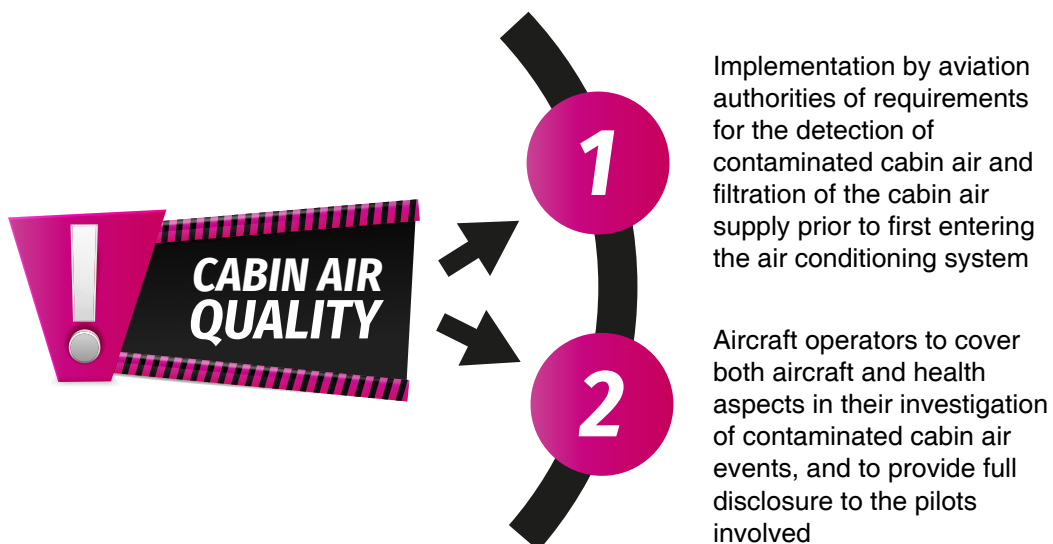 CABIN AIR
QUALITY
1
Implementation by aviation
authorities of requirements
for the detection of
contaminated cabin air and
filtration of the cabin air
supply prior to first entering
the air conditioning system
2
Aircraft operators to cover
both aircraft and health
aspects in their investigation
of contaminated cabin air
events, and to provide full
disclosure to the pilots
involved